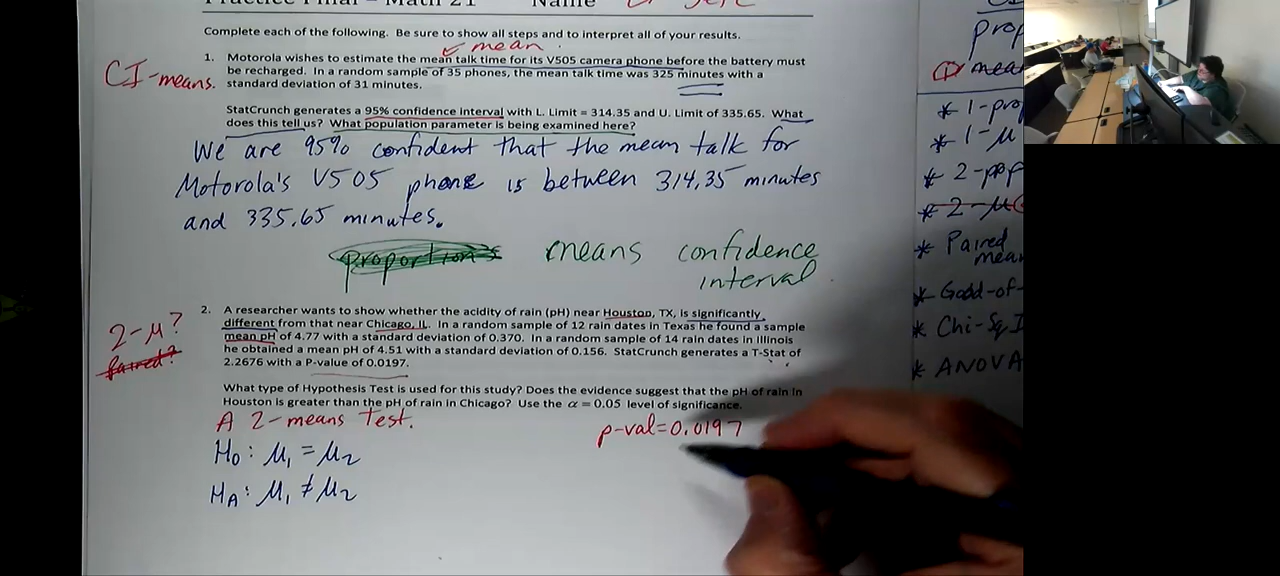 Practice Final – Math 21 Name
Complete each of the following. Be sure to show all steps and to interpret all of your results.
mean
1. Motorola wishes to estimate the mean talk time for its V505 camera phone before the battery must
be recharged. In a random sample of 35 phones, the mean talk time was 325 minutes with a
standard deviation of 31 minutes.
CI-means.
StatCrunch generates a 95% confidence interval with L. Limit = 314.35 and U. Limit of 335.65. What
does this tell us? What population parameter is being examined here?
We are 95% confident that the mean talk for
Motorola's V505 phone is between 314.35 minutes
and 335.65 minutes.
proportions means confidence
interval
2. A researcher wants to show whether the acidity of rain (pH) near Houston, TX, is significantly
different from that near Chicago, IL. In a random sample of 12 rain dates in Texas he found a sample
mean pH of 4.77 with a standard deviation of 0.370. In a random sample of 14 rain dates in Illinois
he obtained a mean pH of 4.51 with a standard deviation of 0.156. StatCrunch generates a T-Stat of
2.2676 with a P-value of 0.0197.
2-μ?
paired?
What type of Hypothesis Test is used for this study? Does the evidence suggest that the pH of rain in
Houston is greater than the pH of rain in Chicago? Use the α = 0.05 level of significance.
A 2-means Test.
p-val=0.0197
H₀: μ₁ = μ₂
H_A: μ₁ ≠ μ₂
prop
mean
* 1-pro
* 1-μ
* 2-prop
* 2-μ
* Paired
mean
* Good-of-
* Chi-Sq I
* ANOVA